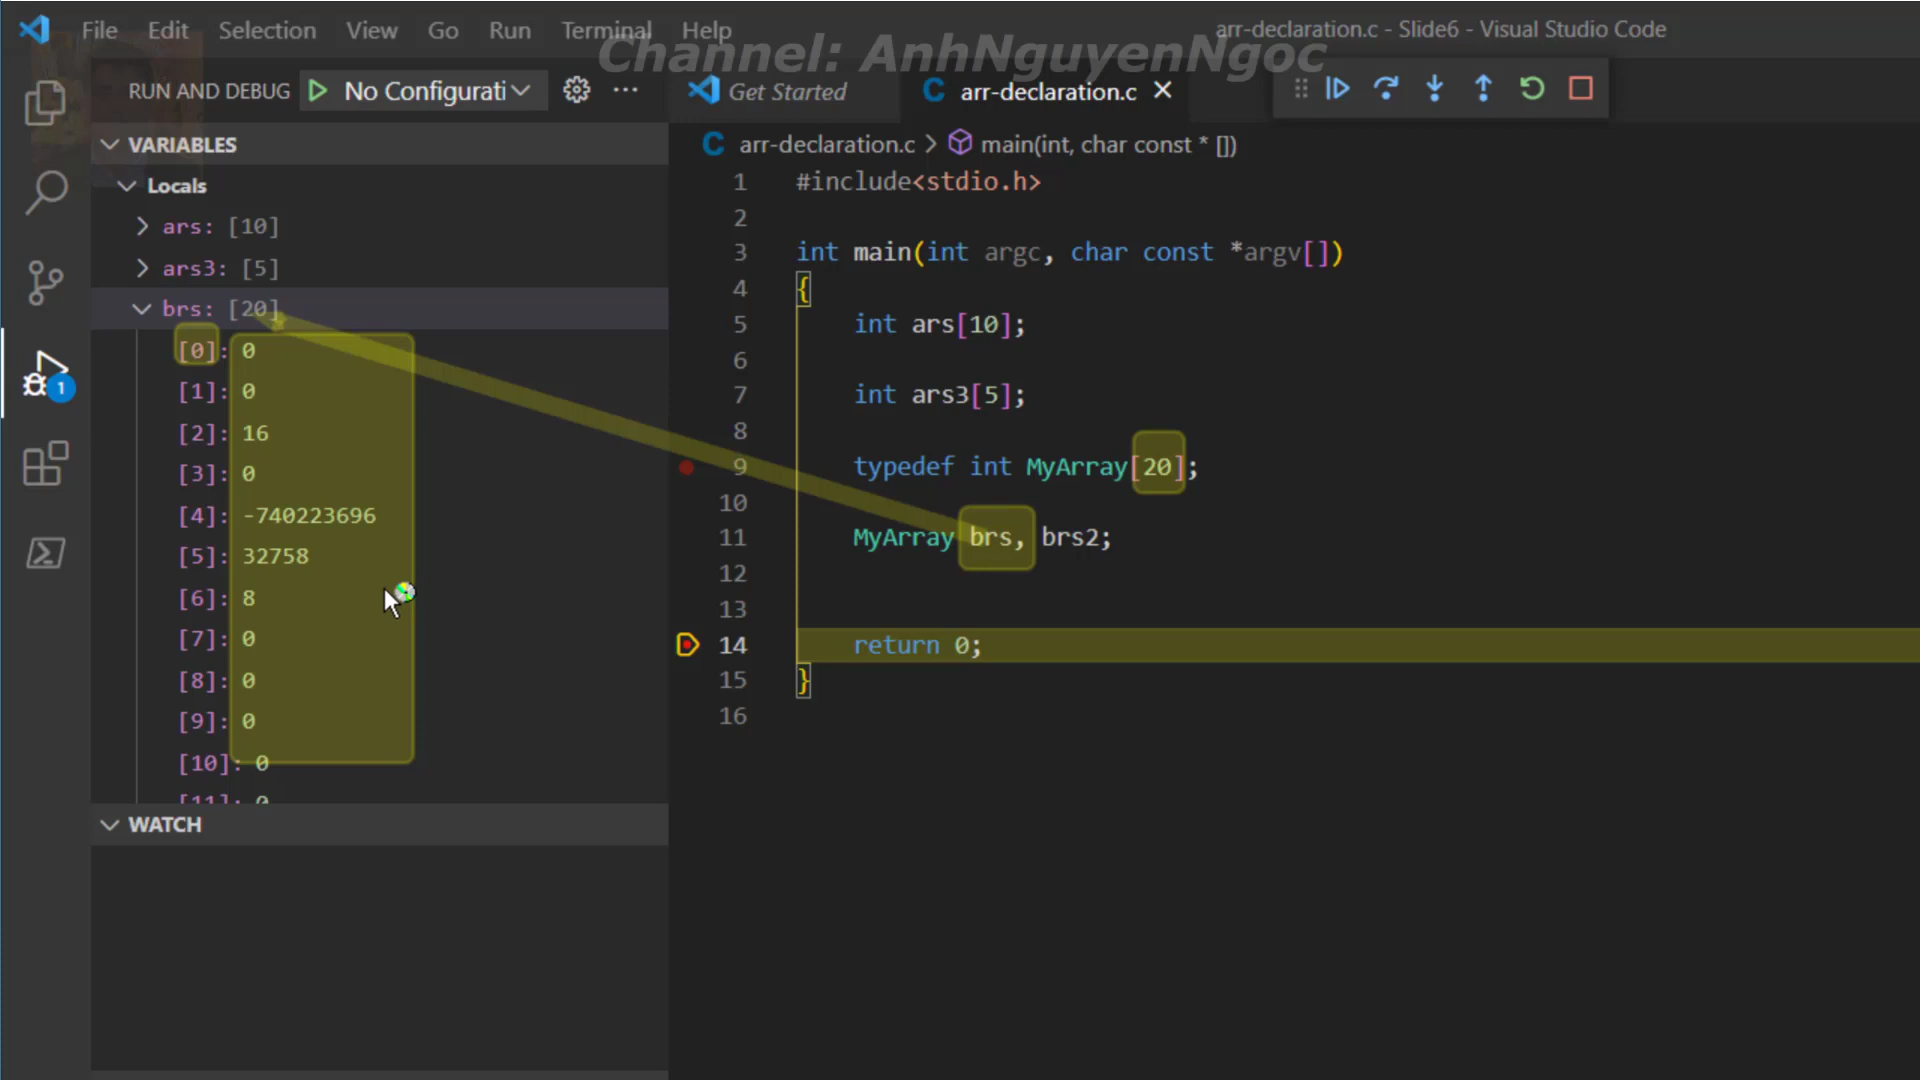 File Edit Selection View Go Run Terminal Help
arr-declaration.c - Slide6 - Visual Studio Code
Channel: AnhNguyenNgoc
RUN AND DEBUG No Configurati
Get Started arr-declaration.c
VARIABLES
Locals
ars: [10]
ars3: [5]
brs: [20]
[0]: 0
[1]: 0
[2]: 16
[3]: 0
[4]: -740223696
[5]: 32758
[6]: 8
[7]: 0
[8]: 0
[9]: 0
[10]: 0
[11]: 0
WATCH
1
arr-declaration.c > main(int, char const * [])
1 #include<stdio.h>
2
3 int main(int argc, char const *argv[])
4 {
5 int ars[10];
6
7 int ars3[5];
8
9 typedef int MyArray[20];
10
11 MyArray brs, brs2;
12
13
14 return 0;
15 }
16